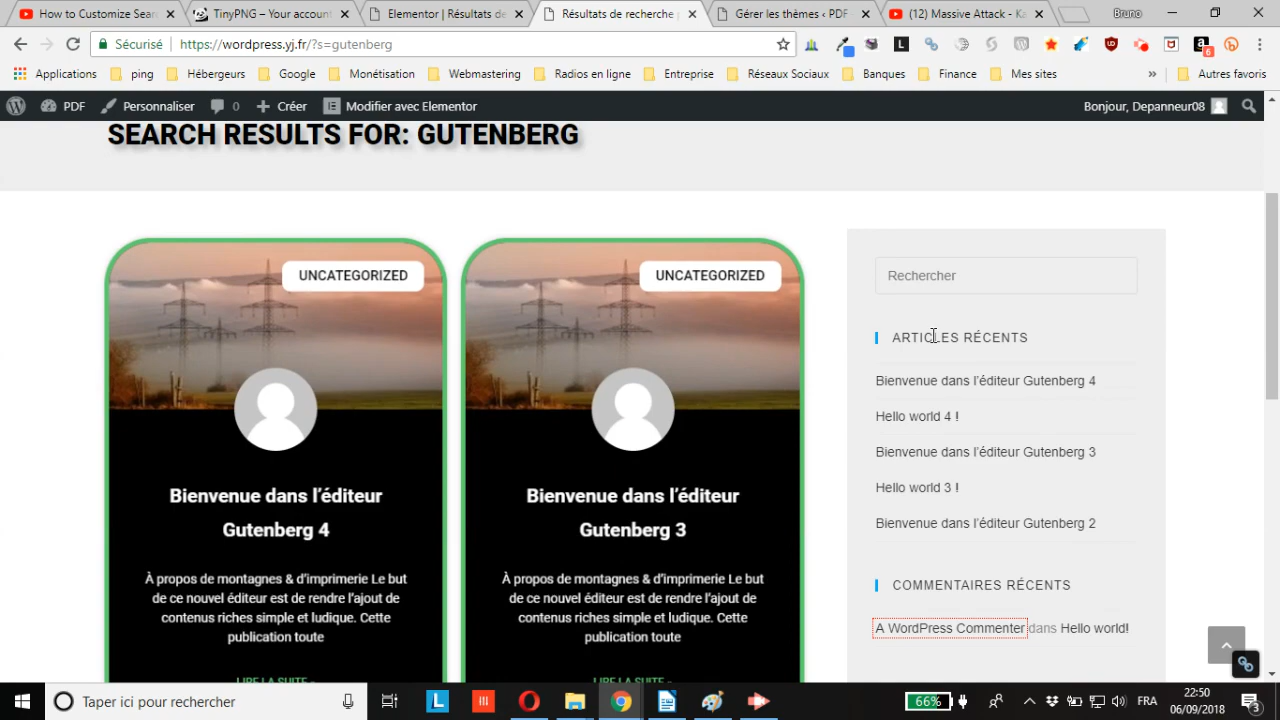 How to Customize Sear
TinyPNG – Your account
Elementor | Résultats de
Résultats de recherche
Gérer les thèmes ‹ PDF
(12) Massive Attack - Ka
Bruno
Sécurisé | https://wordpress.yj.fr/?s=gutenberg
6
Applications ping Hébergeurs Google Monétisation Webmastering Radios en ligne Entreprise Réseaux Sociaux Banques Finance Mes sites » Autres favoris
PDF Personnaliser 0 Créer Modifier avec Elementor Bonjour, Depanneur08
SEARCH RESULTS FOR: GUTENBERG
UNCATEGORIZED
Bienvenue dans l'éditeur
Gutenberg 4
À propos de montagnes & d'imprimerie Le but
de ce nouvel éditeur est de rendre l'ajout de
contenus riches simple et ludique. Cette
publication toute
LIRE LA SUITE »
UNCATEGORIZED
Bienvenue dans l'éditeur
Gutenberg 3
À propos de montagnes & d'imprimerie Le but
de ce nouvel éditeur est de rendre l'ajout de
contenus riches simple et ludique. Cette
publication toute
LIRE LA SUITE »
Rechercher
ARTICLES RÉCENTS
Bienvenue dans l'éditeur Gutenberg 4
Hello world 4 !
Bienvenue dans l'éditeur Gutenberg 3
Hello world 3 !
Bienvenue dans l'éditeur Gutenberg 2
COMMENTAIRES RÉCENTS
A WordPress Commenter dans Hello world!
Taper ici pour rechercher
66%
FRA
22:50
06/09/2018
3